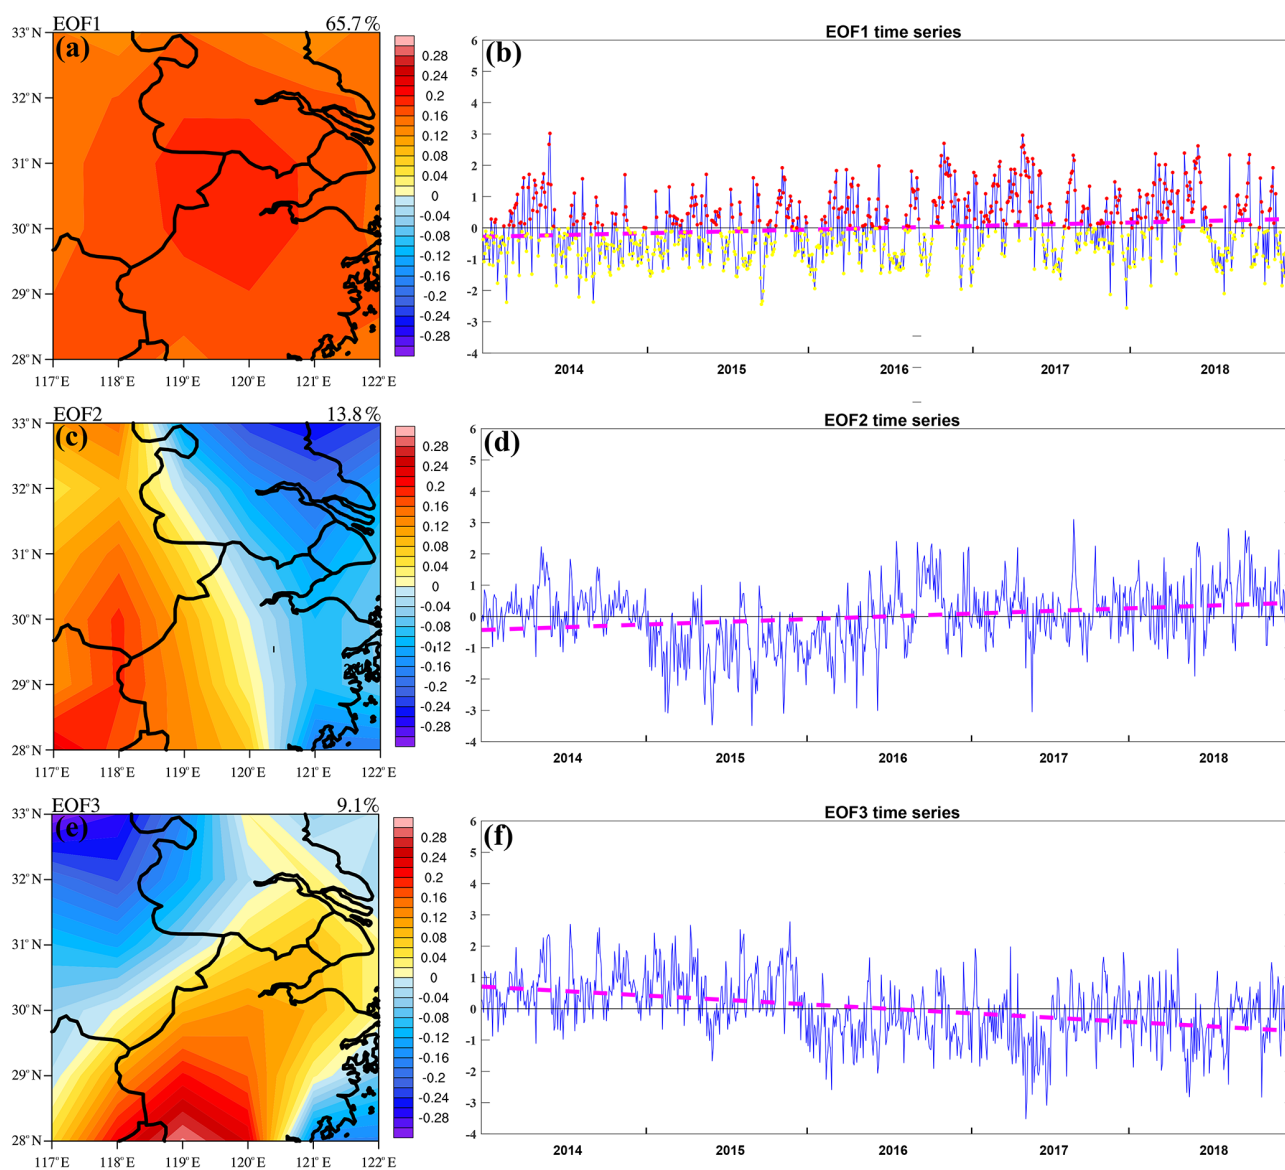 EOF1 65.7%
(a)
33°N
32°N
31°N
30°N
29°N
28°N
117°E 118°E 119°E 120°E 121°E 122°E
0.28
0.24
0.2
0.16
0.12
0.08
0.04
0
-0.04
-0.08
-0.12
-0.16
-0.2
-0.24
-0.28
EOF1 time series
(b)
6
5
4
3
2
1
0
-1
-2
-3
-4
2014 2015 2016 2017 2018
EOF2 13.8%
(c)
33°N
32°N
31°N
30°N
29°N
28°N
117°E 118°E 119°E 120°E 121°E 122°E
0.28
0.24
0.2
0.16
0.12
0.08
0.04
0
-0.04
-0.08
-0.12
-0.16
-0.2
-0.24
-0.28
EOF2 time series
(d)
6
5
4
3
2
1
0
-1
-2
-3
-4
2014 2015 2016 2017 2018
EOF3 9.1%
(e)
33°N
32°N
31°N
30°N
29°N
28°N
117°E 118°E 119°E 120°E 121°E 122°E
0.28
0.24
0.2
0.16
0.12
0.08
0.04
0
-0.04
-0.08
-0.12
-0.16
-0.2
-0.24
-0.28
EOF3 time series
(f)
6
5
4
3
2
1
0
-1
-2
-3
-4
2014 2015 2016 2017 2018